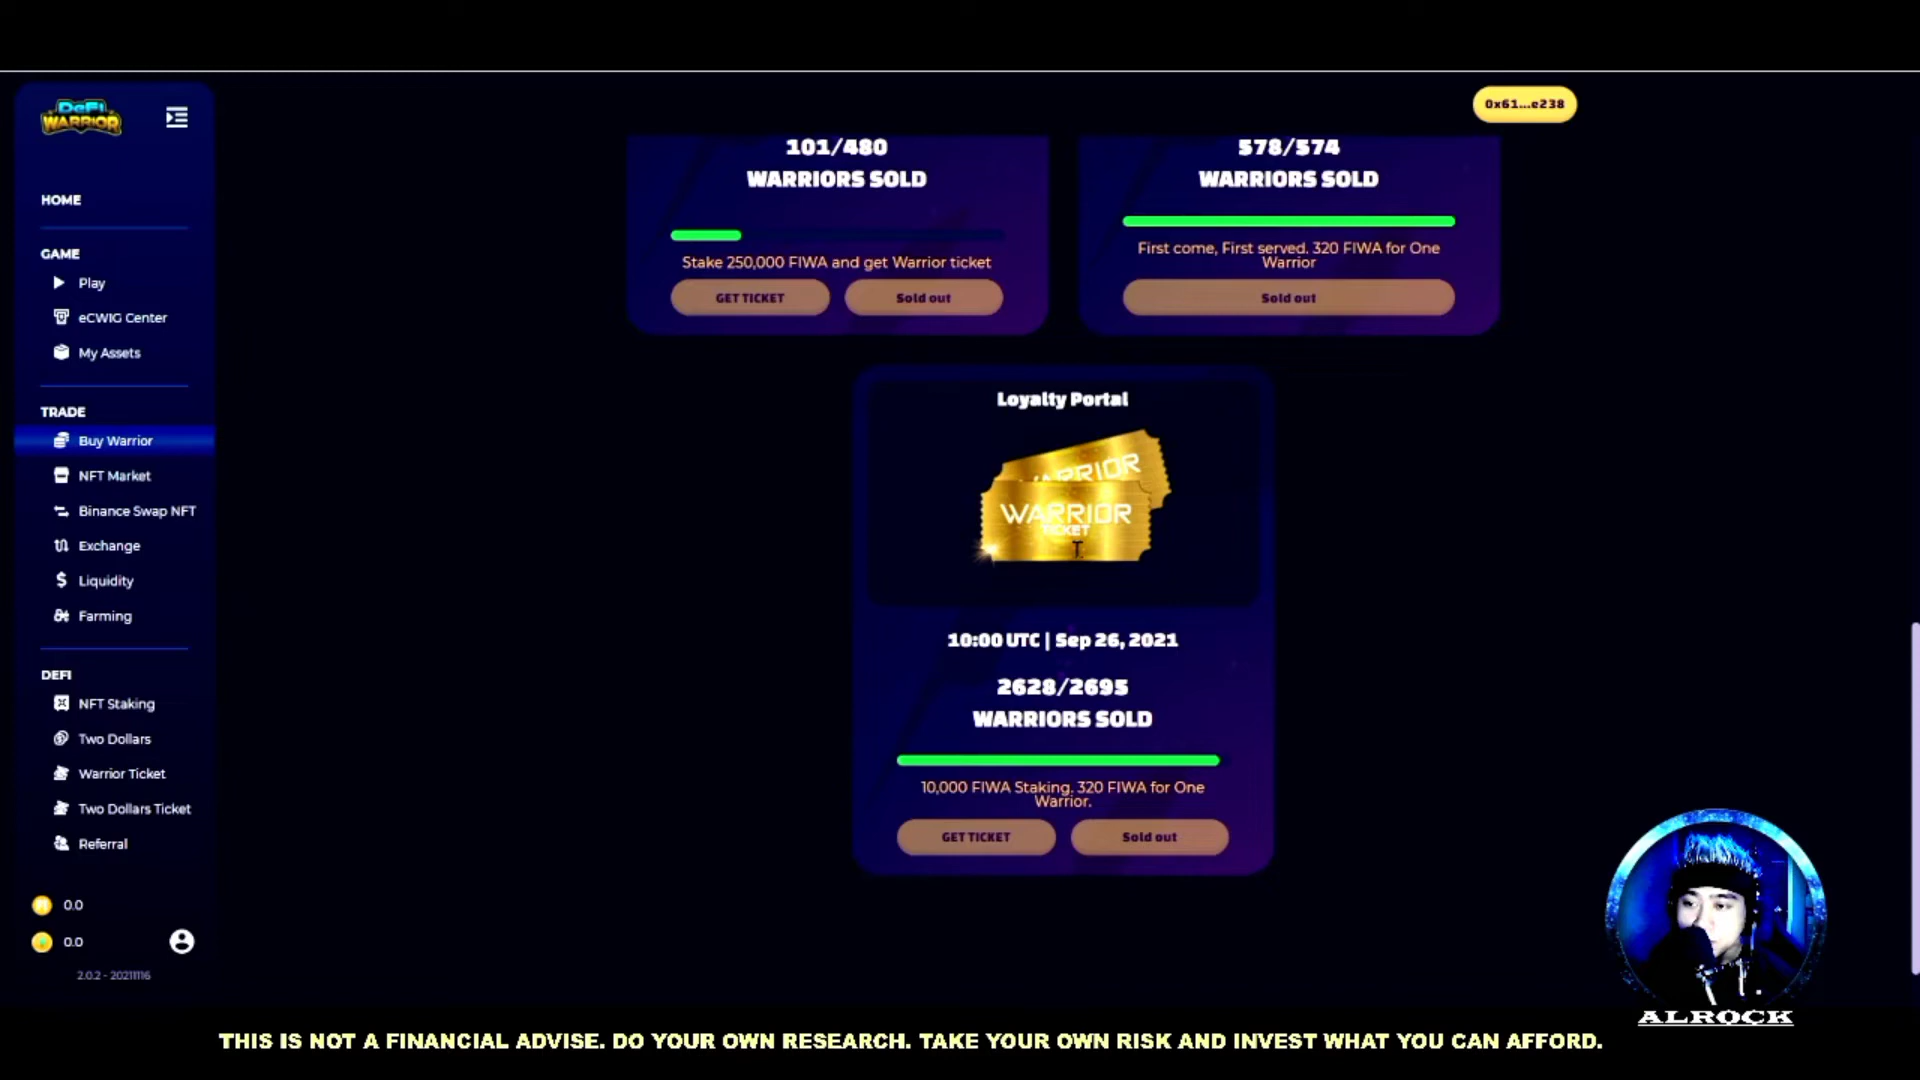 DeFi
WARRIOR
0x61...e238
HOME
GAME
Play
eCWIG Center
My Assets
TRADE
Buy Warrior
NFT Market
Binance Swap NFT
Exchange
Liquidity
Farming
DEFI
NFT Staking
Two Dollars
Warrior Ticket
Two Dollars Ticket
Referral
0.0
0.0
2.0.2 - 20211116
101/480
WARRIORS SOLD
Stake 250,000 FIWA and get Warrior ticket
GET TICKET
Sold out
578/574
WARRIORS SOLD
First come, First served. 320 FIWA for One
Warrior
Sold out
Loyalty Portal
WARRIOR
WARRIOR
TICKET
10:00 UTC | Sep 26, 2021
2628/2695
WARRIORS SOLD
10,000 FIWA Staking. 320 FIWA for One
Warrior.
GET TICKET
Sold out
ALROCK
THIS IS NOT A FINANCIAL ADVISE. DO YOUR OWN RESEARCH. TAKE YOUR OWN RISK AND INVEST WHAT YOU CAN AFFORD.